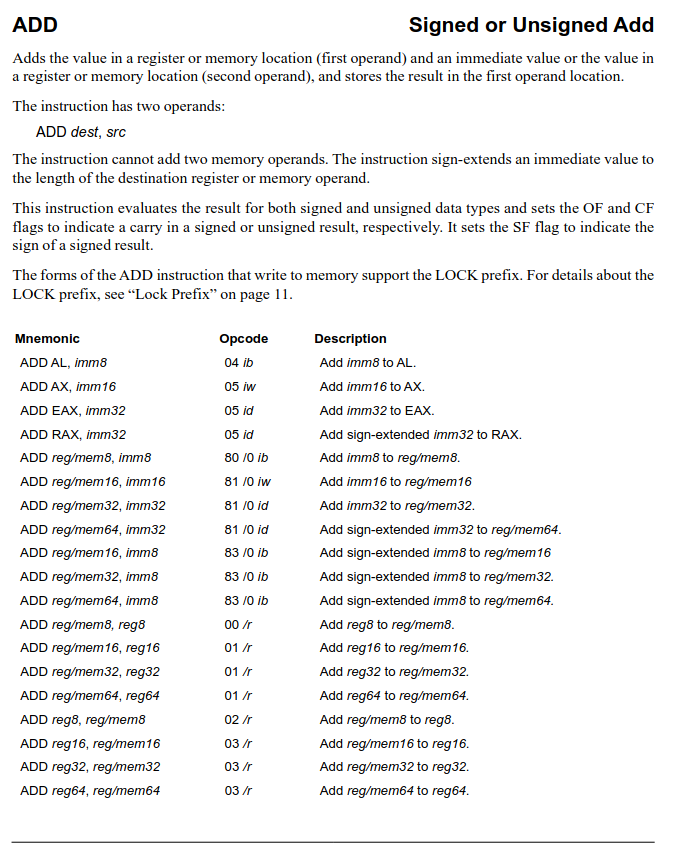 ADD Signed or Unsigned Add
Adds the value in a register or memory location (first operand) and an immediate value or the value in
a register or memory location (second operand), and stores the result in the first operand location.
The instruction has two operands:
ADD dest, src
The instruction cannot add two memory operands. The instruction sign-extends an immediate value to
the length of the destination register or memory operand.
This instruction evaluates the result for both signed and unsigned data types and sets the OF and CF
flags to indicate a carry in a signed or unsigned result, respectively. It sets the SF flag to indicate the
sign of a signed result.
The forms of the ADD instruction that write to memory support the LOCK prefix. For details about the
LOCK prefix, see “Lock Prefix” on page 11.
Mnemonic Opcode Description
ADD AL, imm8 04 ib Add imm8 to AL.
ADD AX, imm16 05 iw Add imm16 to AX.
ADD EAX, imm32 05 id Add imm32 to EAX.
ADD RAX, imm32 05 id Add sign-extended imm32 to RAX.
ADD reg/mem8, imm8 80 /0 ib Add imm8 to reg/mem8.
ADD reg/mem16, imm16 81 /0 iw Add imm16 to reg/mem16
ADD reg/mem32, imm32 81 /0 id Add imm32 to reg/mem32.
ADD reg/mem64, imm32 81 /0 id Add sign-extended imm32 to reg/mem64.
ADD reg/mem16, imm8 83 /0 ib Add sign-extended imm8 to reg/mem16
ADD reg/mem32, imm8 83 /0 ib Add sign-extended imm8 to reg/mem32.
ADD reg/mem64, imm8 83 /0 ib Add sign-extended imm8 to reg/mem64.
ADD reg/mem8, reg8 00 /r Add reg8 to reg/mem8.
ADD reg/mem16, reg16 01 /r Add reg16 to reg/mem16.
ADD reg/mem32, reg32 01 /r Add reg32 to reg/mem32.
ADD reg/mem64, reg64 01 /r Add reg64 to reg/mem64.
ADD reg8, reg/mem8 02 /r Add reg/mem8 to reg8.
ADD reg16, reg/mem16 03 /r Add reg/mem16 to reg16.
ADD reg32, reg/mem32 03 /r Add reg/mem32 to reg32.
ADD reg64, reg/mem64 03 /r Add reg/mem64 to reg64.